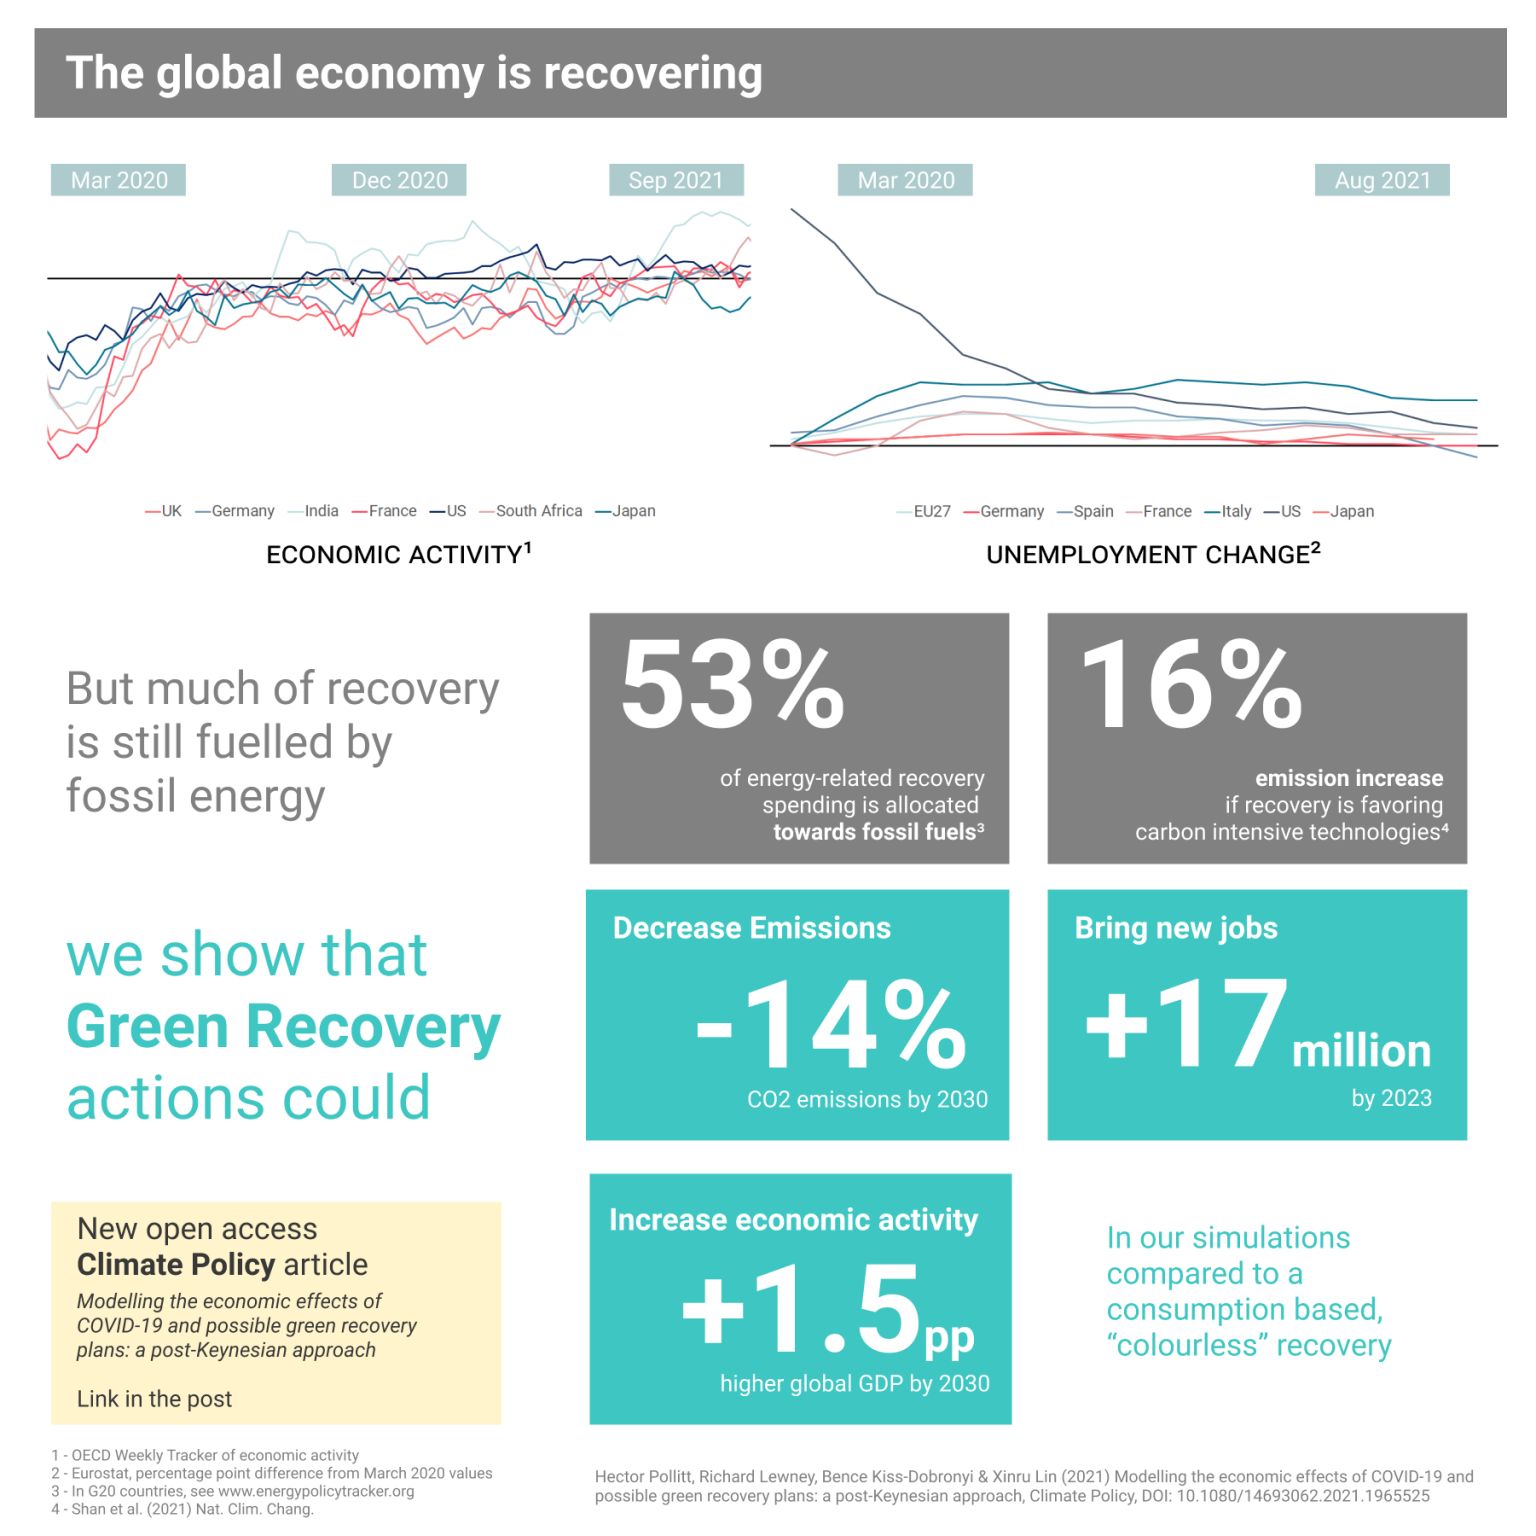 The global economy is recovering
Mar 2020
Dec 2020
Sep 2021
Mar 2020
Aug 2021
UK Germany India France US South Africa Japan
EU27 Germany Spain France Italy US Japan
ECONOMIC ACTIVITY¹
UNEMPLOYMENT CHANGE²
But much of recovery
is still fuelled by
fossil energy
53%
of energy-related recovery
spending is allocated
towards fossil fuels³
16%
emission increase
if recovery is favoring
carbon intensive technologies⁴
we show that
Green Recovery
actions could
Decrease Emissions
-14%
CO2 emissions by 2030
Bring new jobs
+17 million
by 2023
Increase economic activity
+1.5 pp
higher global GDP by 2030
In our simulations
compared to a
consumption based,
“colourless” recovery
New open access
Climate Policy article
Modelling the economic effects of
COVID-19 and possible green recovery
plans: a post-Keynesian approach
Link in the post
1 - OECD Weekly Tracker of economic activity
2 - Eurostat, percentage point difference from March 2020 values
3 - In G20 countries, see www.energypolicytracker.org
4 - Shan et al. (2021) Nat. Clim. Chang.
Hector Pollitt, Richard Lewney, Bence Kiss-Dobronyi & Xinru Lin (2021) Modelling the economic effects of COVID-19 and
possible green recovery plans: a post-Keynesian approach, Climate Policy, DOI: 10.1080/14693062.2021.1965525